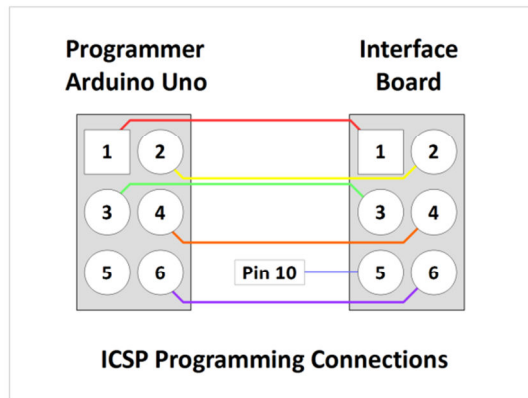 Programmer
Arduino Uno
Interface
Board
1 2
1 2
3 4
3 4
5 6
Pin 10
5 6
ICSP Programming Connections